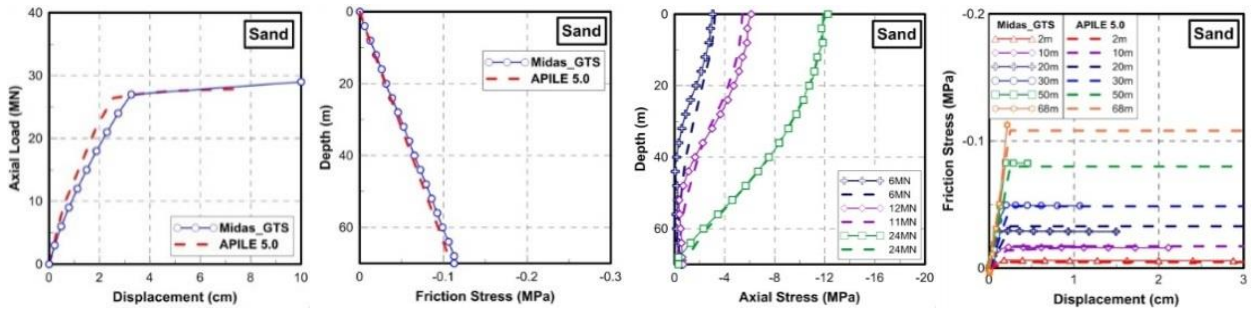 Axial Load (MN)
40
30
20
10
0
Sand
Midas_GTS
APILE 5.0
0 2 4 6 8 10
Displacement (cm)
Depth (m)
0
20
40
60
Sand
Midas_GTS
APILE 5.0
0 -0.1 -0.2 -0.3
Friction Stress (MPa)
Depth (m)
0
20
40
60
Sand
6MN
6MN
12MN
11MN
24MN
24MN
0 -4 -8 -12 -16 -20
Axial Stress (MPa)
Friction Stress (MPa)
-0.2
-0.1
0
Midas_GTS APILE 5.0
2m 2m
10m 10m
20m 20m
30m 30m
50m 50m
68m 68m
Sand
0 1 2 3
Displacement (cm)